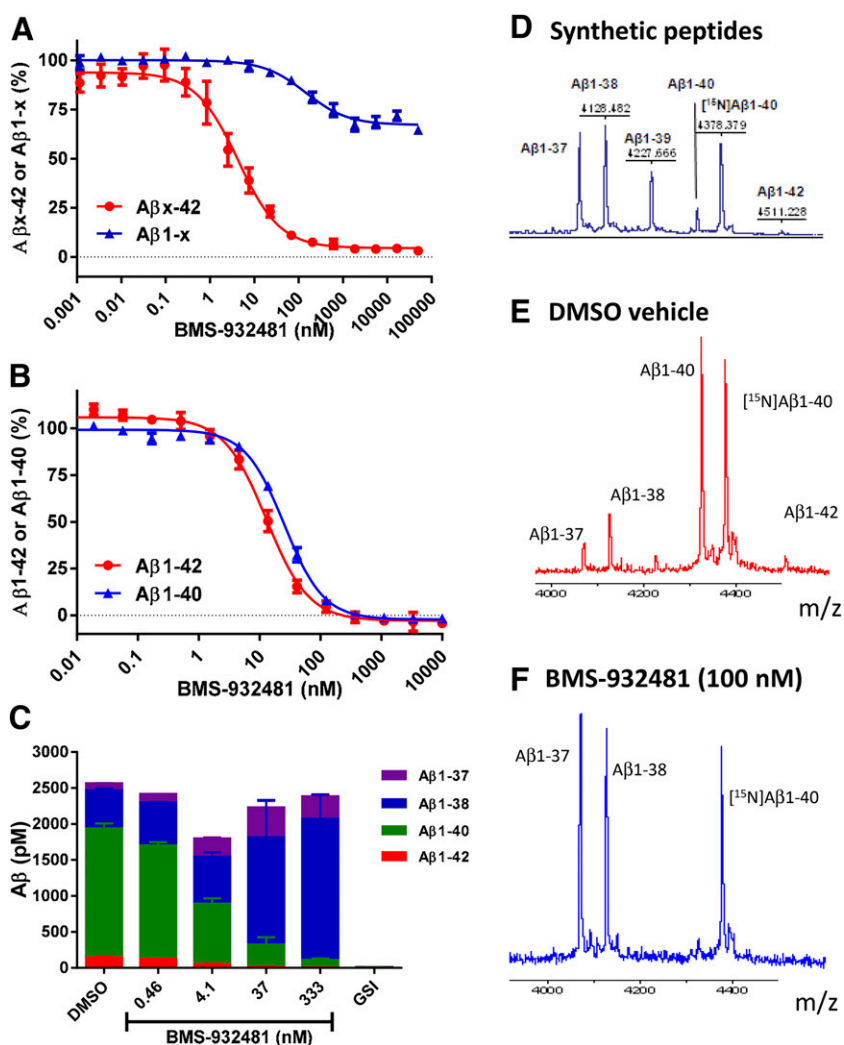 A
Aβx-42 or Aβ1-x (%)
100
75
50
25
0
Aβx-42
Aβ1-x
0.001
0.01
0.1
1
10
100
1000
10000
100000
BMS-932481 (nM)
B
Aβ1-42 or Aβ1-40 (%)
100
75
50
25
0
Aβ1-42
Aβ1-40
0.01
0.1
1
10
100
1000
10000
BMS-932481 (nM)
C
Aβ (pM)
3000
2500
2000
1500
1000
500
0
Aβ1-37
Aβ1-38
Aβ1-40
Aβ1-42
DMSO
0.46
4.1
37
333
GSI
BMS-932481 (nM)
D Synthetic peptides
Aβ1-37
Aβ1-38
4128.482
Aβ1-39
4227.666
Aβ1-40
[¹⁵N]Aβ1-40
4378.379
Aβ1-42
4511.228
E DMSO vehicle
Aβ1-40
[¹⁵N]Aβ1-40
Aβ1-38
Aβ1-37
Aβ1-42
4000
4200
4400
m/z
F BMS-932481 (100 nM)
Aβ1-37
Aβ1-38
[¹⁵N]Aβ1-40
4000
4200
4400
m/z